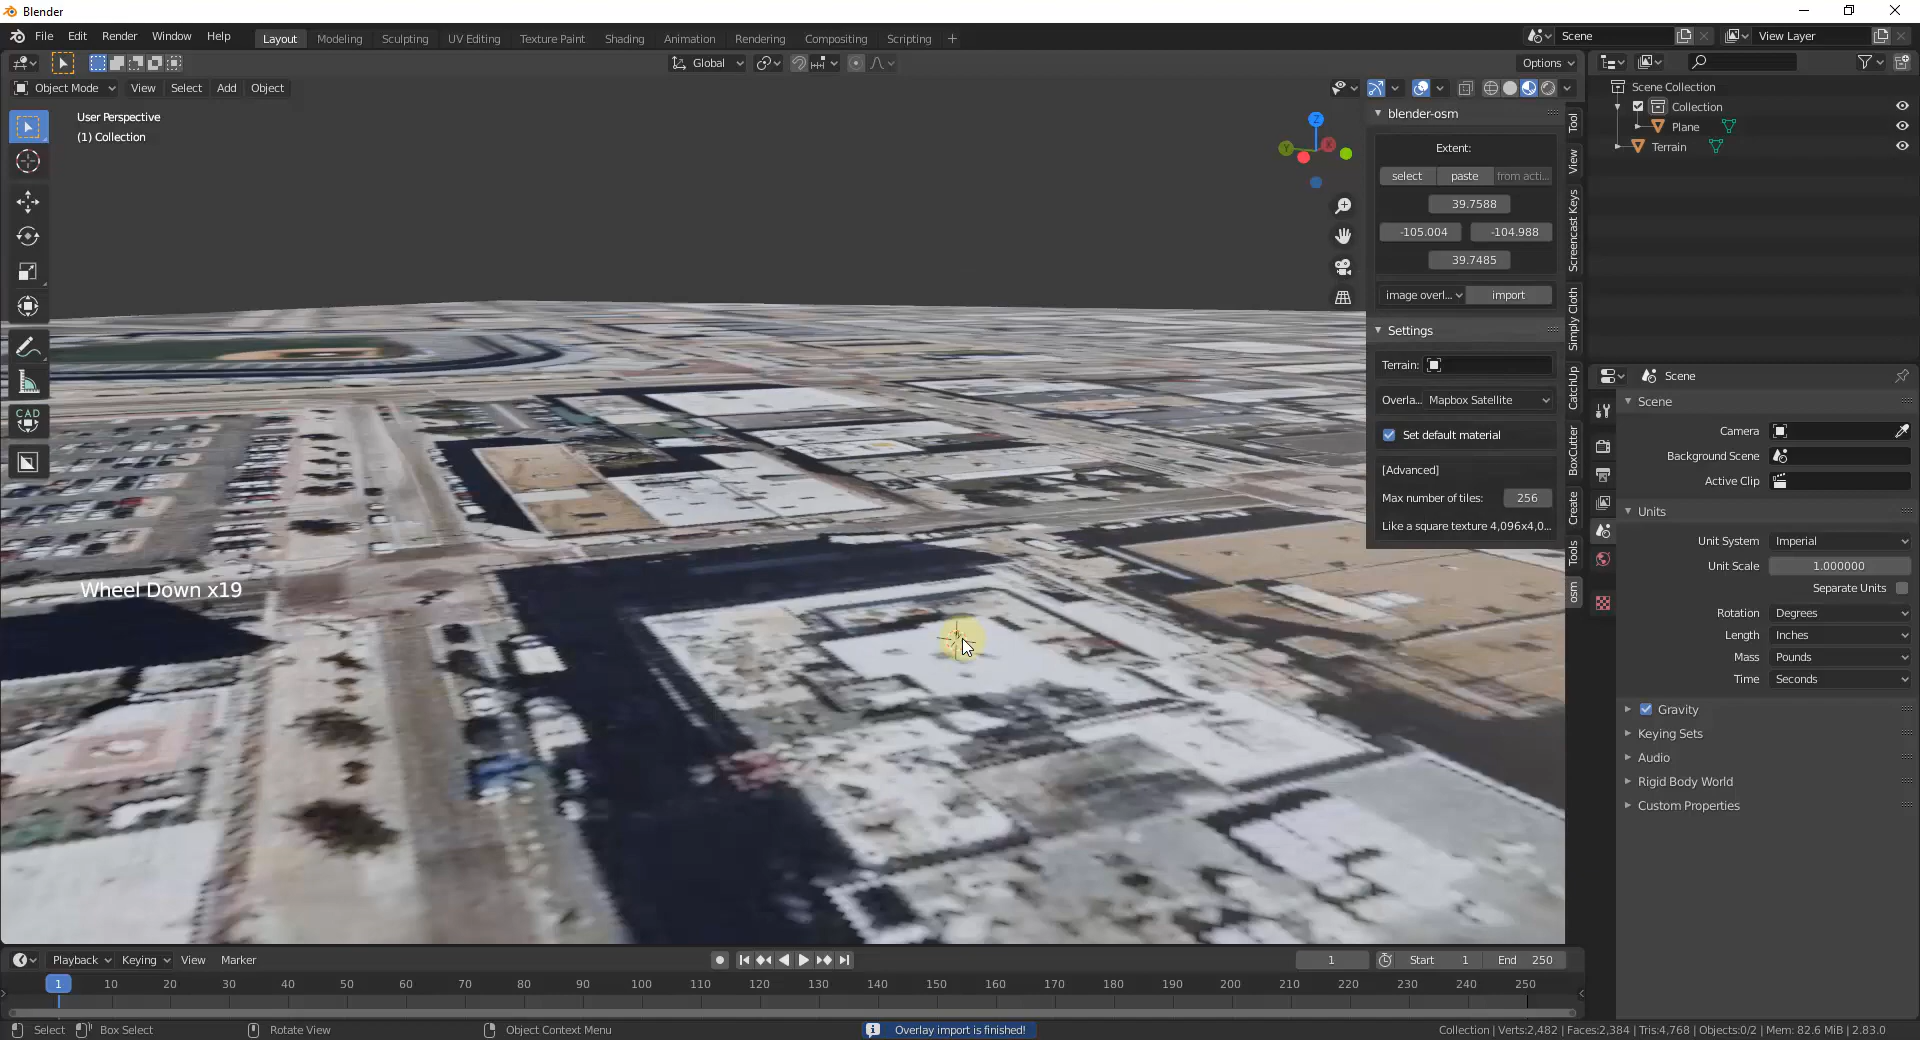 Blender
File Edit Render Window Help
Layout Modeling Sculpting UV Editing Texture Paint Shading Animation Rendering Compositing Scripting +
Scene
View Layer
Global
Options
Object Mode View Select Add Object
User Perspective
(1) Collection
CAD
Wheel Down x19
Z
Y
X
blender-osm
Extent:
select paste from acti...
39.7588
-105.004 -104.988
39.7485
image overl... import
Settings
Terrain:
Overla... Mapbox Satellite
Set default material
[Advanced]
Max number of tiles: 256
Like a square texture 4,096x4,0...
Tool
View
Screencast Keys
Simply Cloth
CatchUp
BoxCutter
Create
Tools
osm
Scene Collection
Collection
Plane
Terrain
Scene
Scene
Camera
Background Scene
Active Clip
Units
Unit System Imperial
Unit Scale 1.000000
Separate Units
Rotation Degrees
Length Inches
Mass Pounds
Time Seconds
Gravity
Keying Sets
Audio
Rigid Body World
Custom Properties
Playback Keying View Marker
1 Start 1 End 250
1 10 20 30 40 50 60 70 80 90 100 110 120 130 140 150 160 170 180 190 200 210 220 230 240 250
Select Box Select Rotate View Object Context Menu
Overlay import is finished!
Collection | Verts:2,482 | Faces:2,384 | Tris:4,768 | Objects:0/2 | Mem: 82.6 MiB | 2.83.0